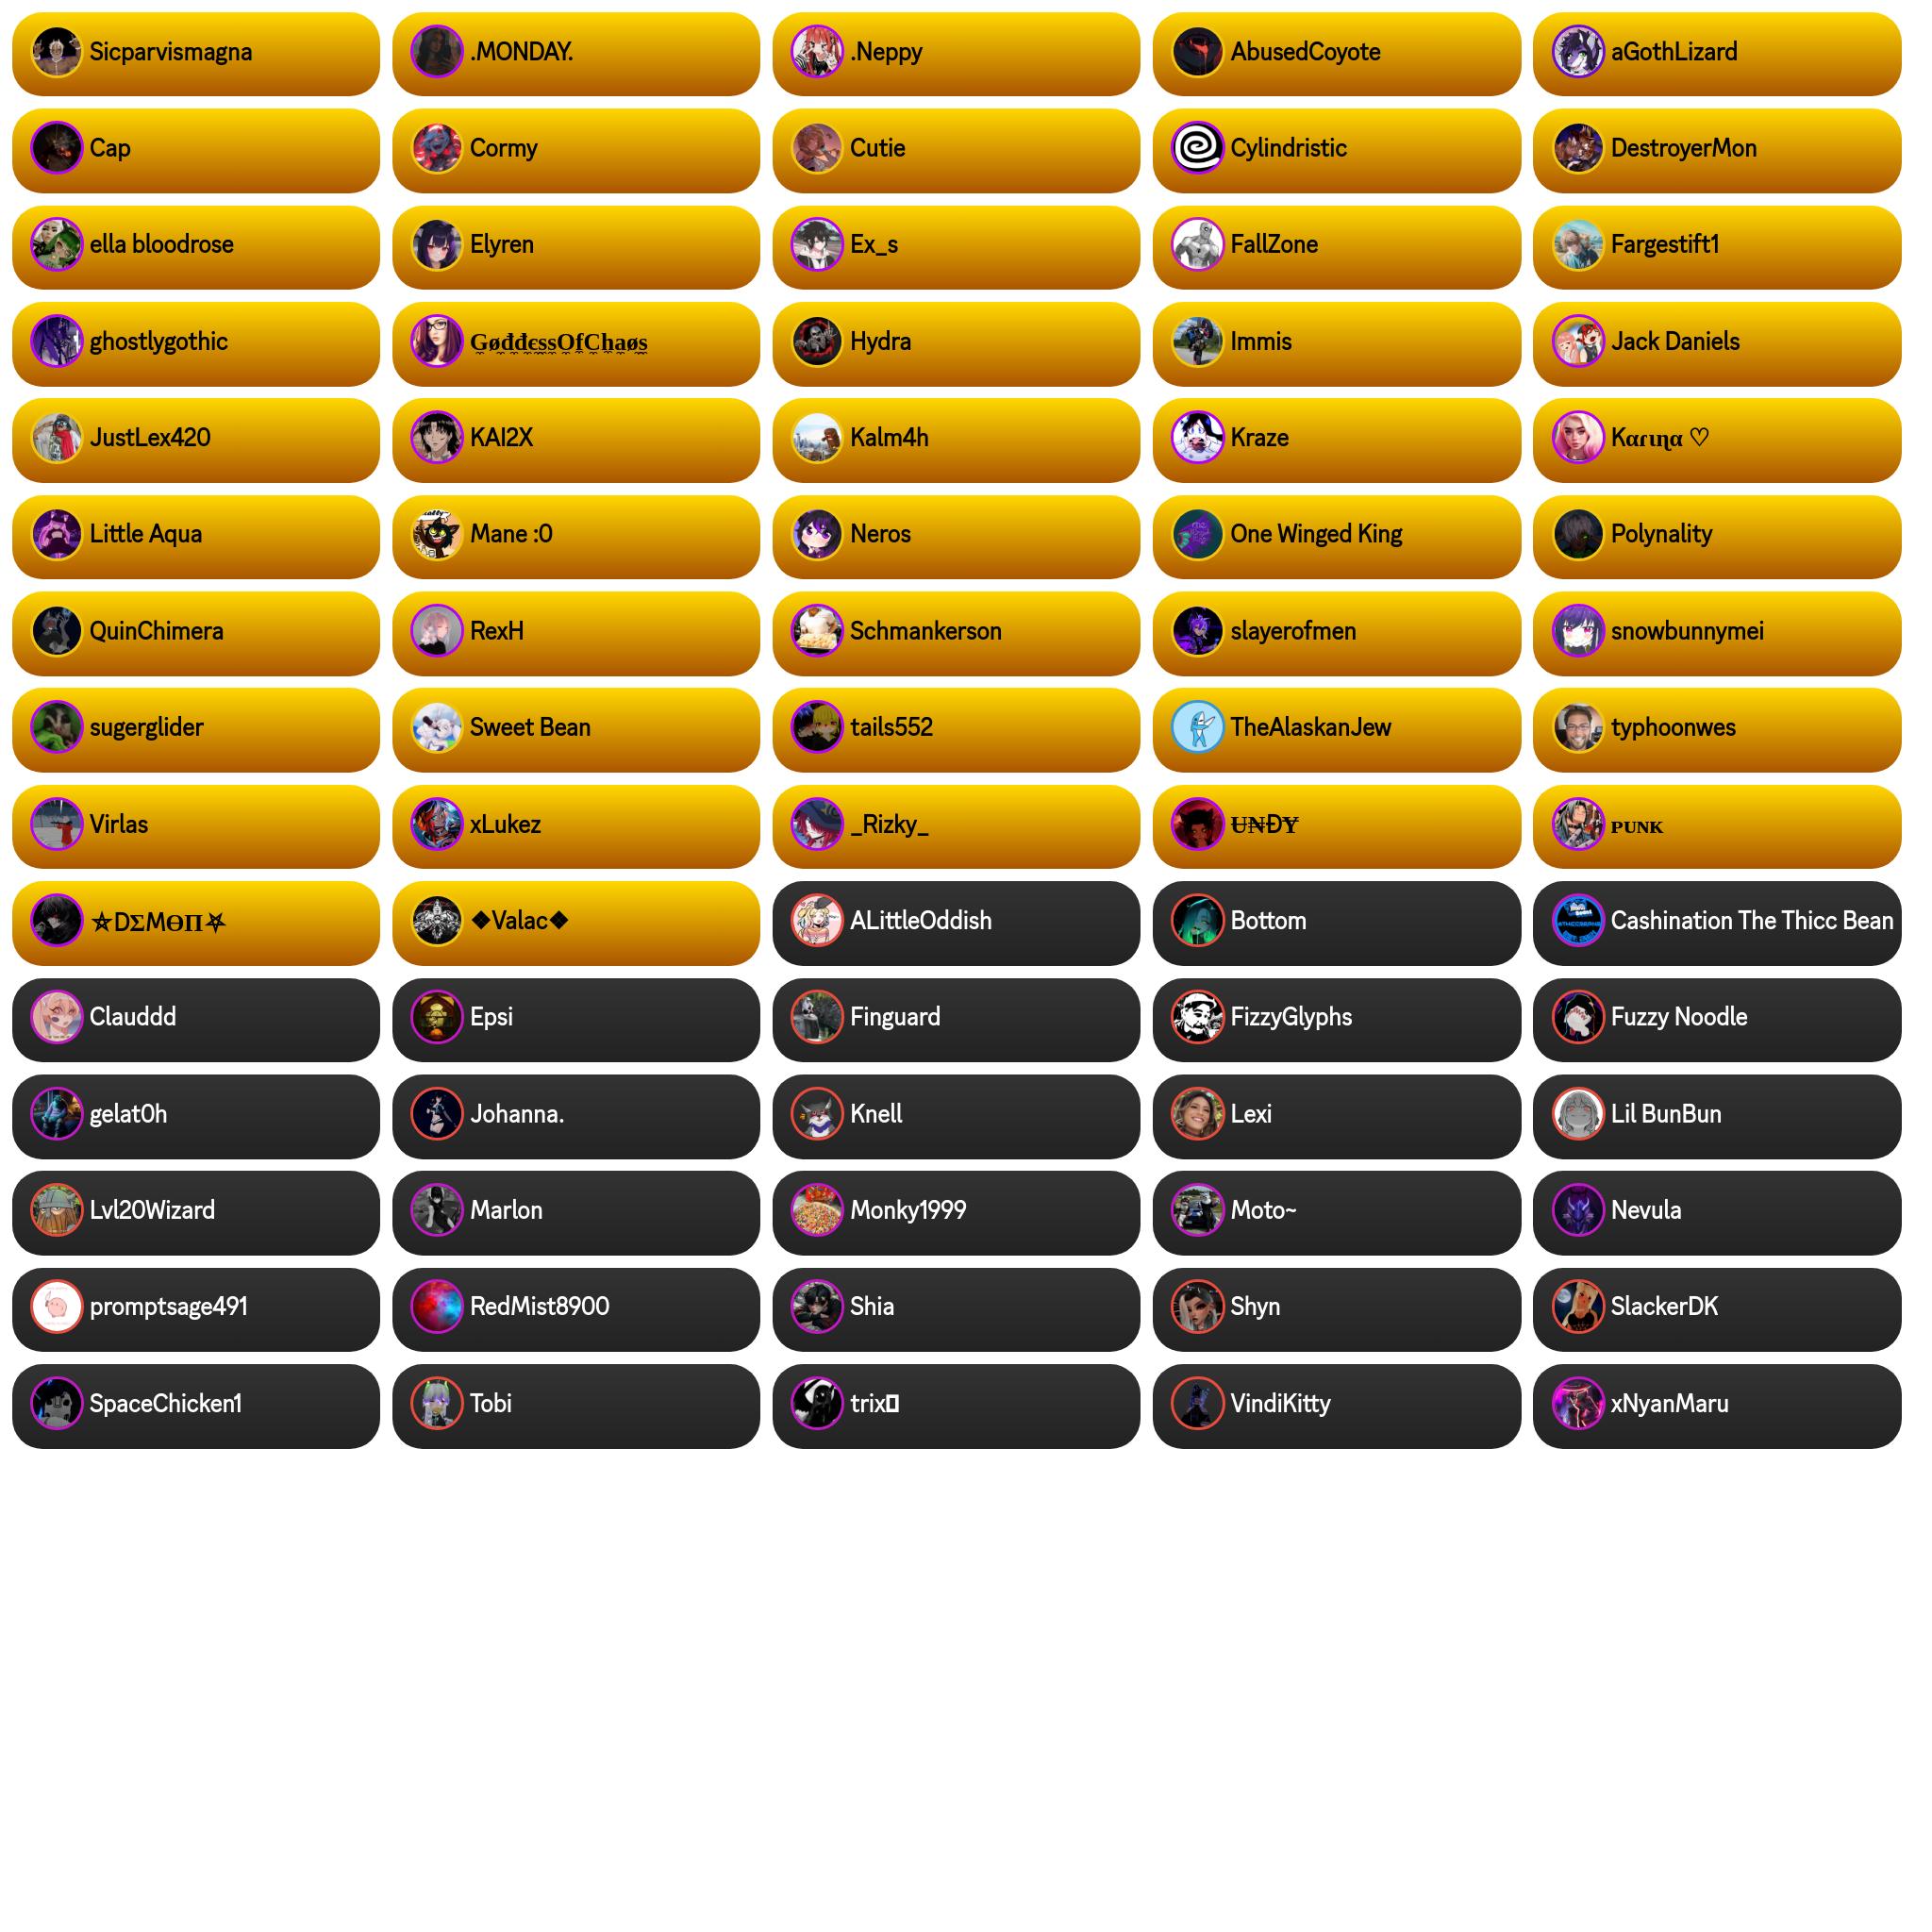 Sicparvismagna
.MONDAY.
.Neppy
AbusedCoyote
aGothLizard
Cap
Cormy
Cutie
Cylindristic
DestroyerMon
ella bloodrose
Elyren
Ex_s
FallZone
Fargestift1
ghostlygothic
G̼ø̼đ̼đ̼є̼s̼s̼O̼f̼C̼h̼a̼ø̼s̼
Hydra
Immis
Jack Daniels
JustLex420
KAI2X
Kalm4h
Kraze
Kαɾιɳα ♡
Little Aqua
Mane :0
Neros
One Winged King
Polynality
QuinChimera
RexH
Schmankerson
slayerofmen
snowbunnymei
sugerglider
Sweet Bean
tails552
TheAlaskanJew
typhoonwes
Virlas
xLukez
_Rizky_
Ʉ₦ĐɎ
ᴘᴜɴᴋ
⛤DΣMӨП⛧
❖Valac❖
ALittleOddish
Bottom
Cashination The Thicc Bean
Clauddd
Epsi
Finguard
FizzyGlyphs
Fuzzy Noodle
gelat0h
Johanna.
Knell
Lexi
Lil BunBun
Lvl20Wizard
Marlon
Monky1999
Moto~
Nevula
promptsage491
RedMist8900
Shia
Shyn
SlackerDK
SpaceChicken1
Tobi
trix
VindiKitty
xNyanMaru